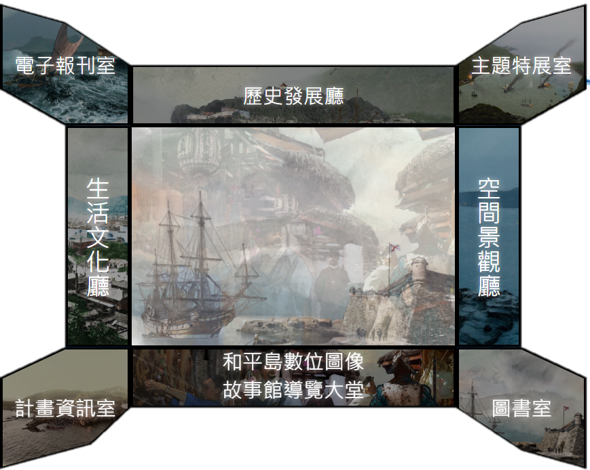 電子報刊室
主題特展室
歷史發展廳
生活文化廳
空間景觀廳
和平島數位圖像
故事館導覽大堂
計畫資訊室
圖書室